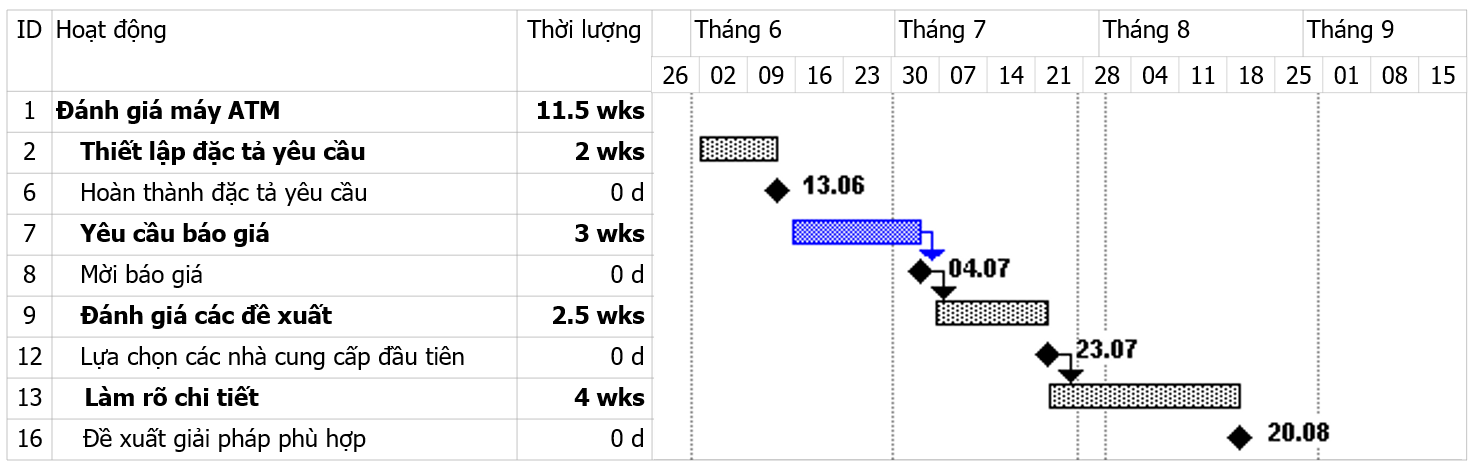 ID Hoạt động Thời lượng Tháng 6 Tháng 7 Tháng 8 Tháng 9
26 02 09 16 23 30 07 14 21 28 04 11 18 25 01 08 15
1 Đánh giá máy ATM 11.5 wks
2 Thiết lập đặc tả yêu cầu 2 wks
6 Hoàn thành đặc tả yêu cầu 0 d 13.06
7 Yêu cầu báo giá 3 wks
8 Mời báo giá 0 d 04.07
9 Đánh giá các đề xuất 2.5 wks
12 Lựa chọn các nhà cung cấp đầu tiên 0 d 23.07
13 Làm rõ chi tiết 4 wks
16 Đề xuất giải pháp phù hợp 0 d 20.08